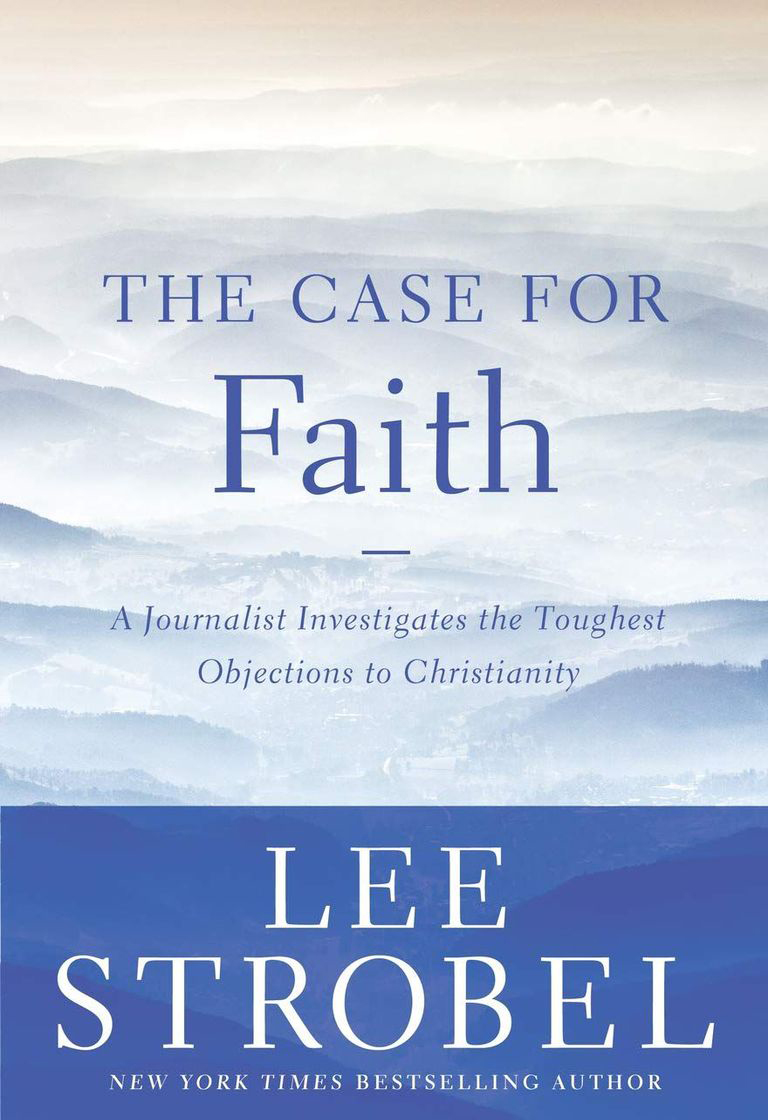 THE CASE FOR
Faith
A Journalist Investigates the Toughest
Objections to Christianity
LEE
STROBEL
NEW YORK TIMES BESTSELLING AUTHOR